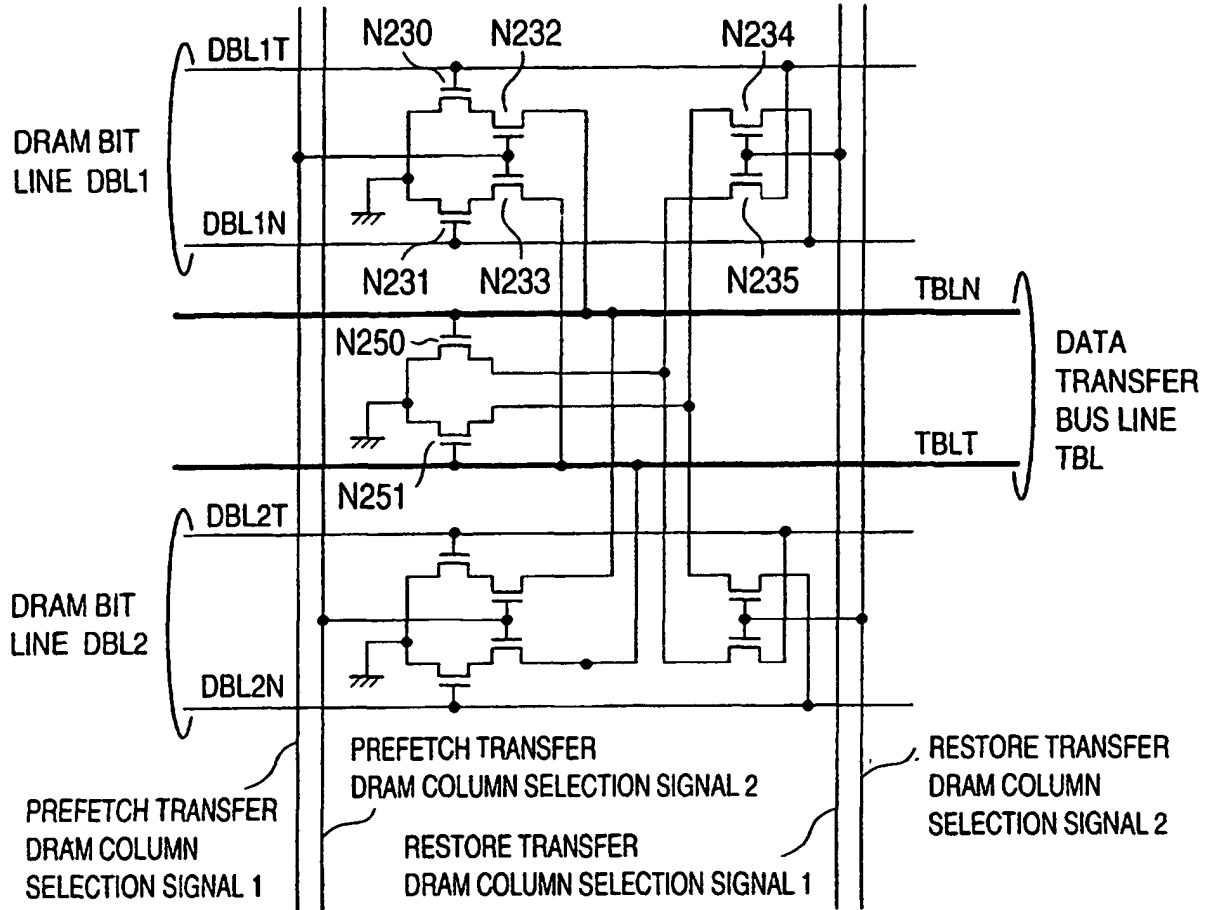 N230
N232
N234
DBL1T
DRAM BIT
LINE DBL1
DBL1N
N231
N233
N235
TBLN
N250
DATA
TRANSFER
BUS LINE
TBL
TBLT
N251
DBL2T
DRAM BIT
LINE DBL2
DBL2N
PREFETCH TRANSFER
DRAM COLUMN SELECTION SIGNAL 2
RESTORE TRANSFER
DRAM COLUMN
SELECTION SIGNAL 2
PREFETCH TRANSFER
DRAM COLUMN
SELECTION SIGNAL 1
RESTORE TRANSFER
DRAM COLUMN SELECTION SIGNAL 1